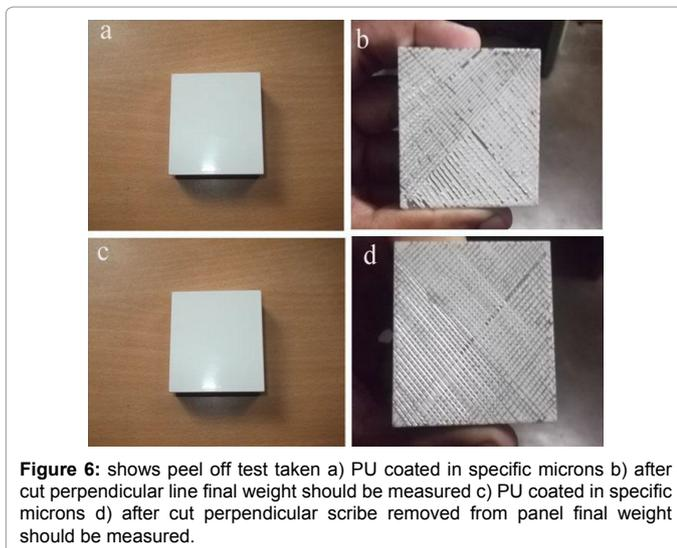 a
b
c
d
Figure 6: shows peel off test taken a) PU coated in specific microns b) after
cut perpendicular line final weight should be measured c) PU coated in specific
microns d) after cut perpendicular scribe removed from panel final weight
should be measured.